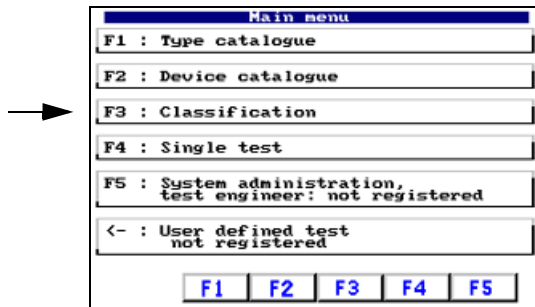 Main menu
F1 : Type catalogue
F2 : Device catalogue
F3 : Classification
F4 : Single test
F5 : System administration,
test engineer: not registered
<- : User defined test
not registered
F1 F2 F3 F4 F5